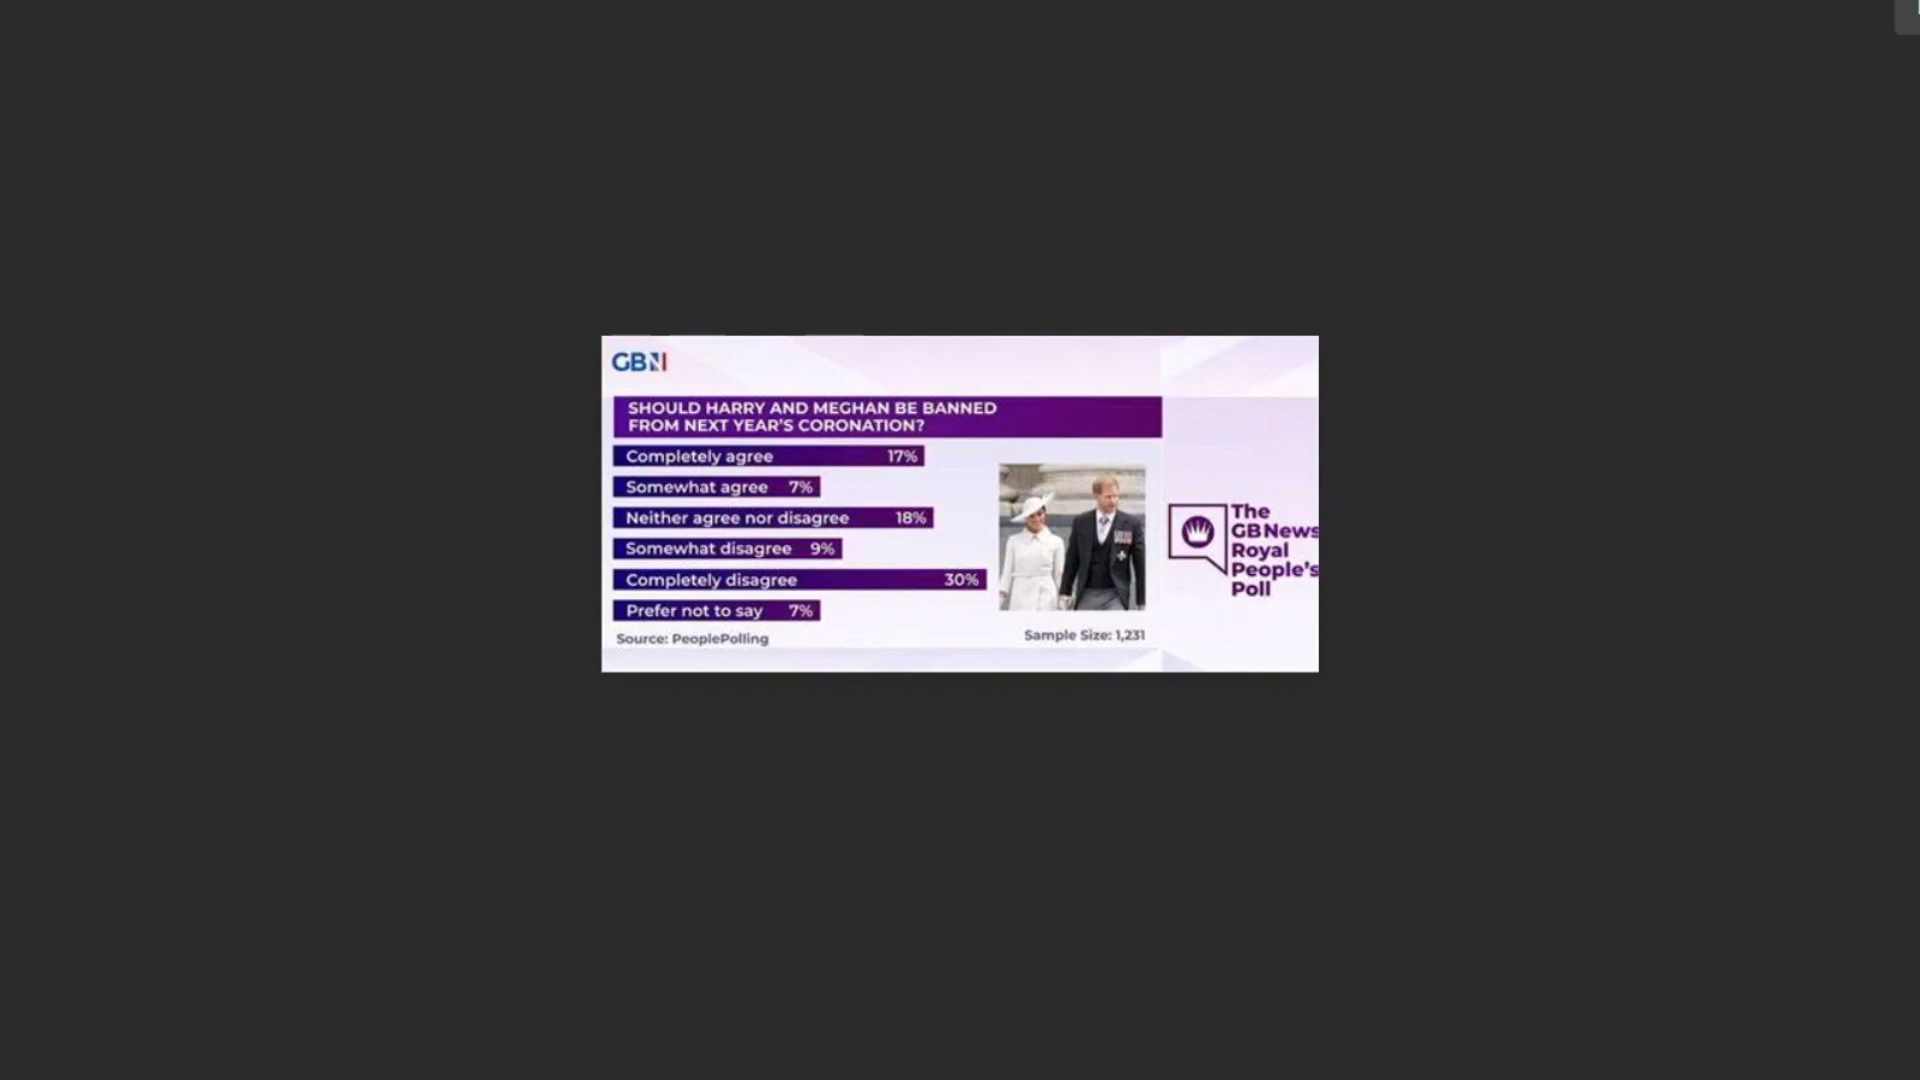 GBN
SHOULD HARRY AND MEGHAN BE BANNED
FROM NEXT YEAR'S CORONATION?
Completely agree 17%
Somewhat agree 7%
Neither agree nor disagree 18%
Somewhat disagree 9%
Completely disagree 30%
Prefer not to say 7%
Source: PeoplePolling
Sample Size: 1,231
The
GBNews
Royal
People's
Poll